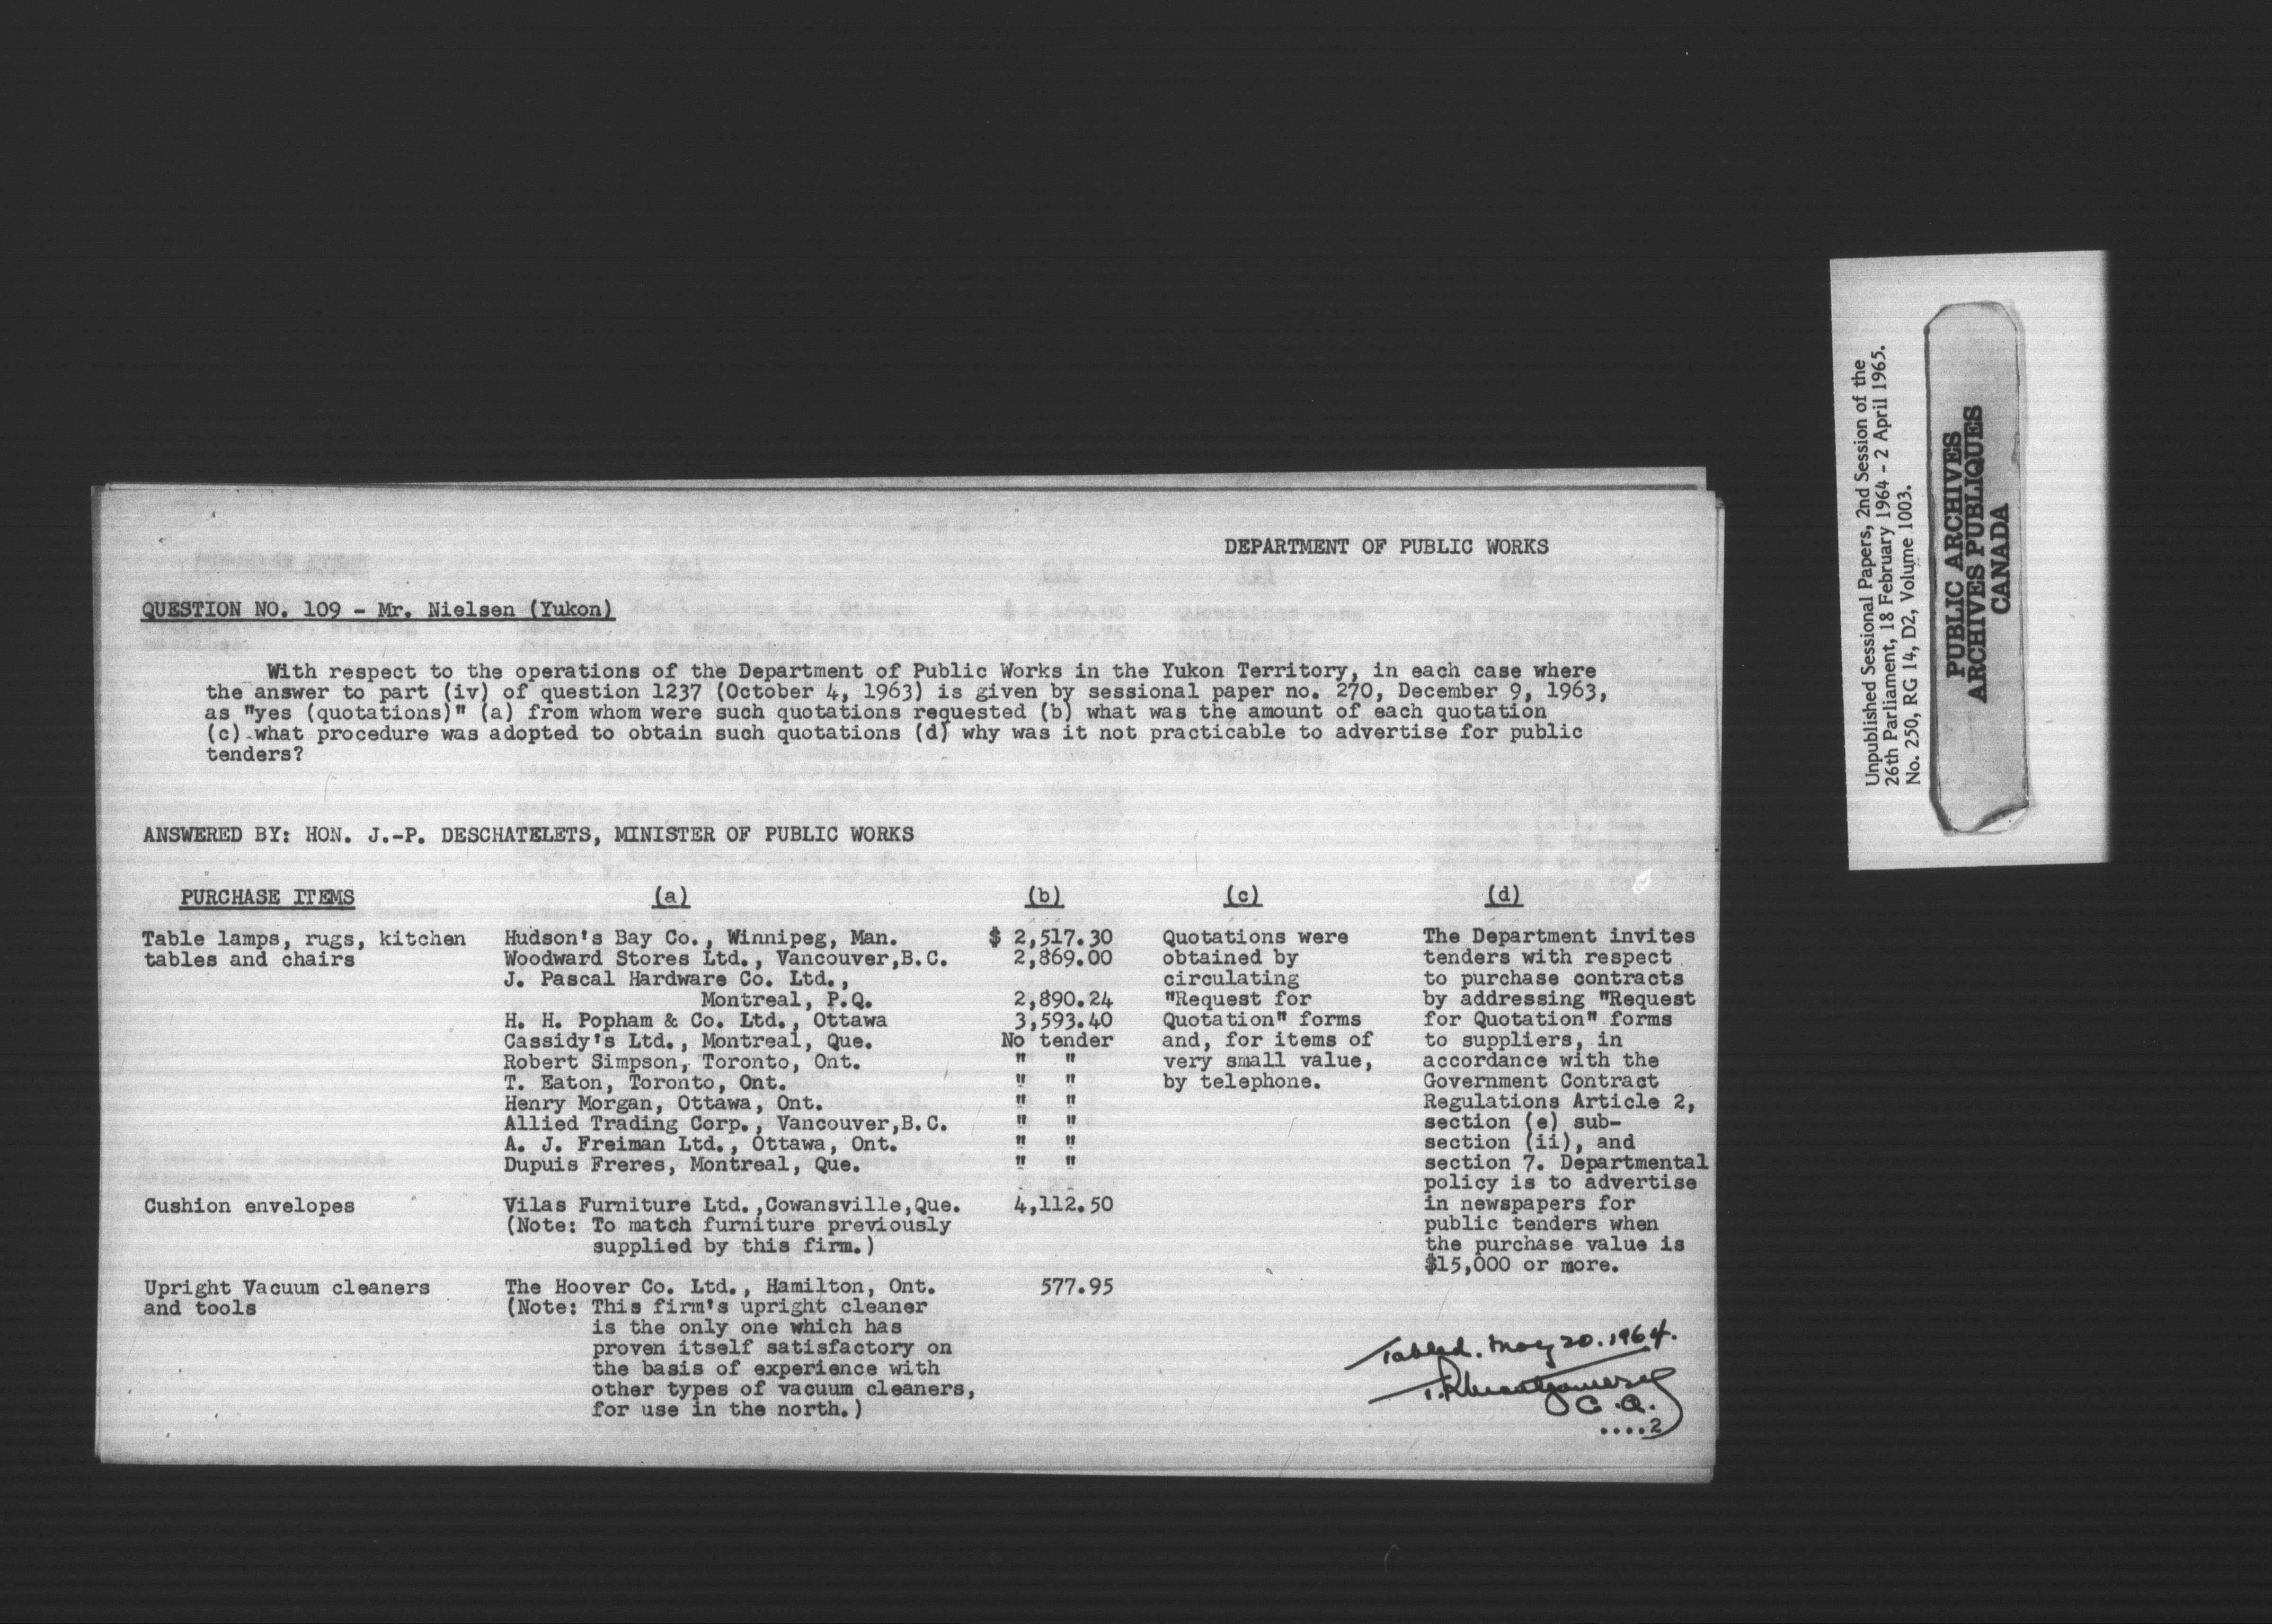 DEPARTMENT OF PUBLIC WORKS
QUESTION NO. 109 - Mr. Nielsen (Yukon)
With respect to the operations of the Department of Public Works in the Yukon Territory, in each case where
the answer to part (iv) of question 1237 (October 4, 1963) is given by sessional paper no. 270, December 9, 1963,
as "yes (quotations)" (a) from whom were such quotations requested (b) what was the amount of each quotation
(c) what procedure was adopted to obtain such quotations (d) why was it not practicable to advertise for public
tenders?
ANSWERED BY: HON. J.-P. DESCHATELETS, MINISTER OF PUBLIC WORKS
PURCHASE ITEMS (a) (b) (c) (d)
Table lamps, rugs, kitchen Hudson's Bay Co., Winnipeg, Man. $ 2,517.30 Quotations were The Department invites
tables and chairs Woodward Stores Ltd., Vancouver,B.C. 2,869.00 obtained by tenders with respect
J. Pascal Hardware Co. Ltd., circulating to purchase contracts
Montreal, P.Q. 2,890.24 "Request for by addressing "Request
H. H. Popham & Co. Ltd., Ottawa 3,593.40 Quotation" forms for Quotation" forms
Cassidy's Ltd., Montreal, Que. No tender and, for items of to suppliers, in
Robert Simpson, Toronto, Ont. " " very small value, accordance with the
T. Eaton, Toronto, Ont. " " by telephone. Government Contract
Henry Morgan, Ottawa, Ont. " " Regulations Article 2,
Allied Trading Corp., Vancouver,B.C. " " section (e) sub-
A. J. Freiman Ltd., Ottawa, Ont. " " section (ii), and
Dupuis Freres, Montreal, Que. " " section 7. Departmental
policy is to advertise
Cushion envelopes Vilas Furniture Ltd.,Cowansville,Que. 4,112.50 in newspapers for
(Note: To match furniture previously public tenders when
supplied by this firm.) the purchase value is
$15,000 or more.
Upright Vacuum cleaners The Hoover Co. Ltd., Hamilton, Ont. 577.95
and tools (Note: This firm's upright cleaner
is the only one which has
proven itself satisfactory on
the basis of experience with
other types of vacuum cleaners,
for use in the north.)
Tabled. May 20. 1964.
....2
Unpublished Sessional Papers, 2nd Session of the
26th Parliament, 18 February 1964 - 2 April 1965.
No. 250, RG 14, D2, Volume 1003.
PUBLIC ARCHIVES
ARCHIVES PUBLIQUES
CANADA